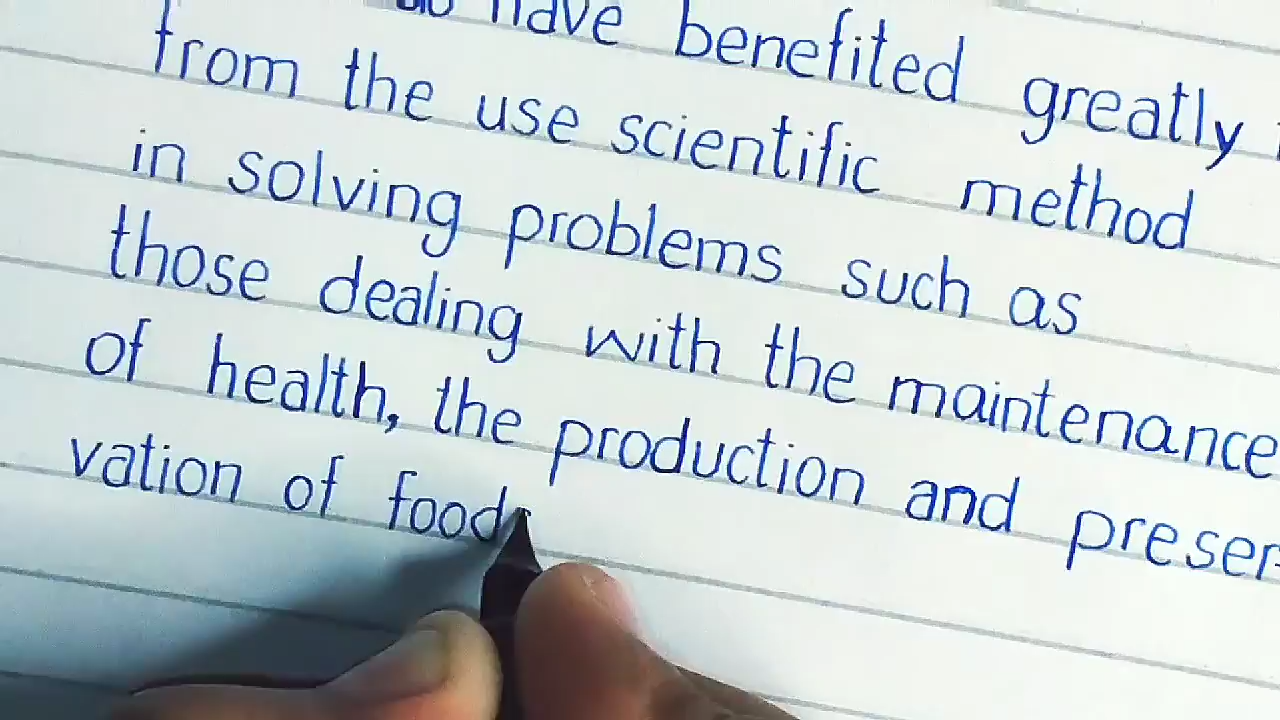 have benefited greatly
from the use scientific method
in solving problems such as
those dealing with the maintenance
of health, the production and preser-
vation of food